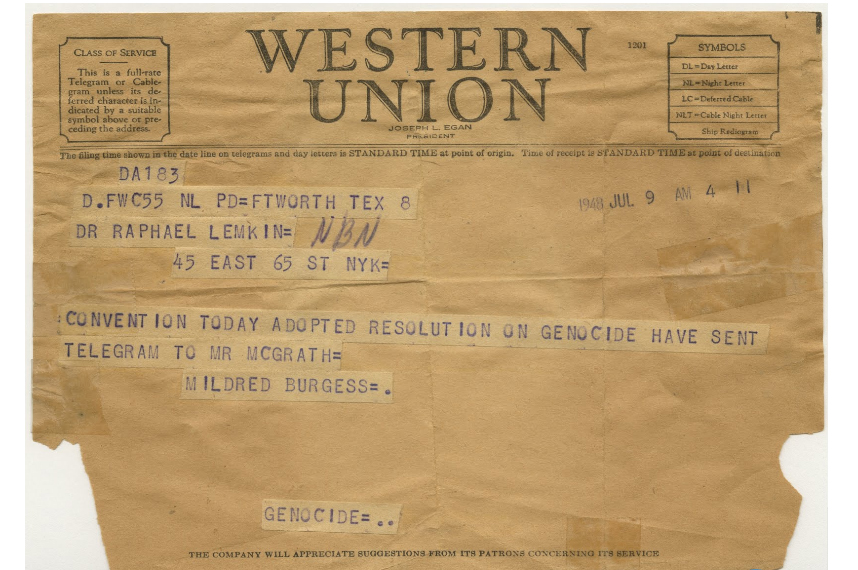 WESTERN
UNION
1201
JOSEPH L. EGAN
PRESIDENT
CLASS OF SERVICE
This is a full-rate
Telegram or Cable-
gram unless its de-
ferred character is in-
dicated by a suitable
symbol above or pre-
ceding the address.
SYMBOLS
DL=Day Letter
NL=Night Letter
LC=Deferred Cable
NLT=Cable Night Letter
Ship Radiogram
The filing time shown in the date line on telegrams and day letters is STANDARD TIME at point of origin. Time of receipt is STANDARD TIME at point of destination
DA183
D.FWC55 NL PD=FTWORTH TEX 8
1948 JUL 9 AM 4 11
DR RAPHAEL LEMKIN= NBN
45 EAST 65 ST NYK=
:CONVENTION TODAY ADOPTED RESOLUTION ON GENOCIDE HAVE SENT
TELEGRAM TO MR MCGRATH=
MILDRED BURGESS=.
GENOCIDE=..
THE COMPANY WILL APPRECIATE SUGGESTIONS FROM ITS PATRONS CONCERNING ITS SERVICE